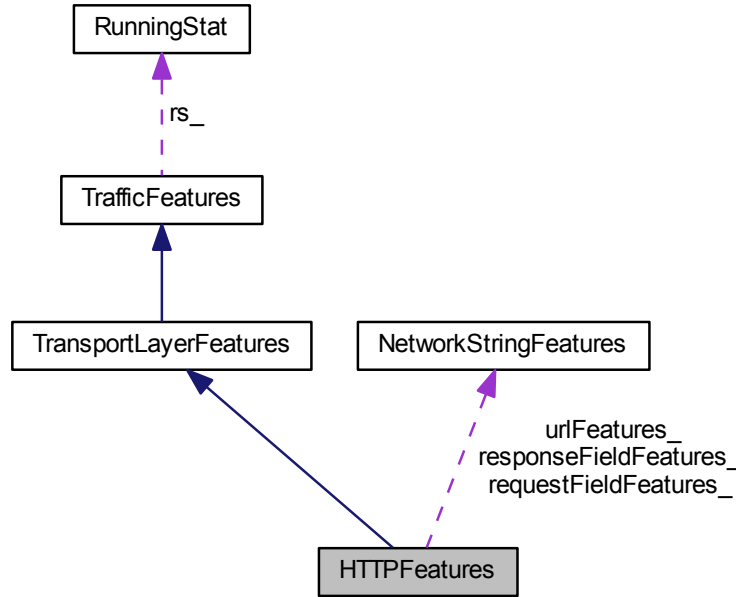 RunningStat
rs_
TrafficFeatures
TransportLayerFeatures
NetworkStringFeatures
urlFeatures_
responseFieldFeatures_
requestFieldFeatures_
HTTPFeatures